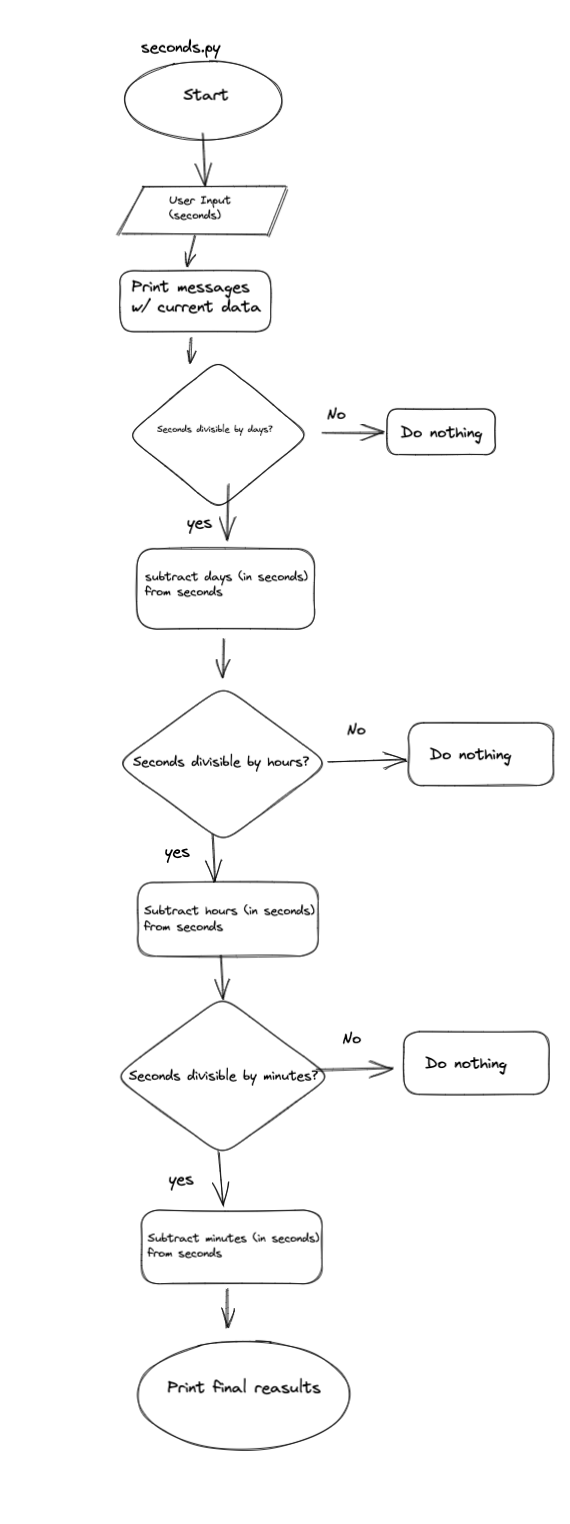 seconds.py
Start
User Input
(seconds)
Print messages
w/ current data
Seconds divisible by days?
No
Do nothing
yes
subtract days (in seconds)
from seconds
Seconds divisible by hours?
No
Do nothing
yes
Subtract hours (in seconds)
from seconds
Seconds divisible by minutes?
No
Do nothing
yes
Subtract minutes (in seconds)
from seconds
Print final reasults